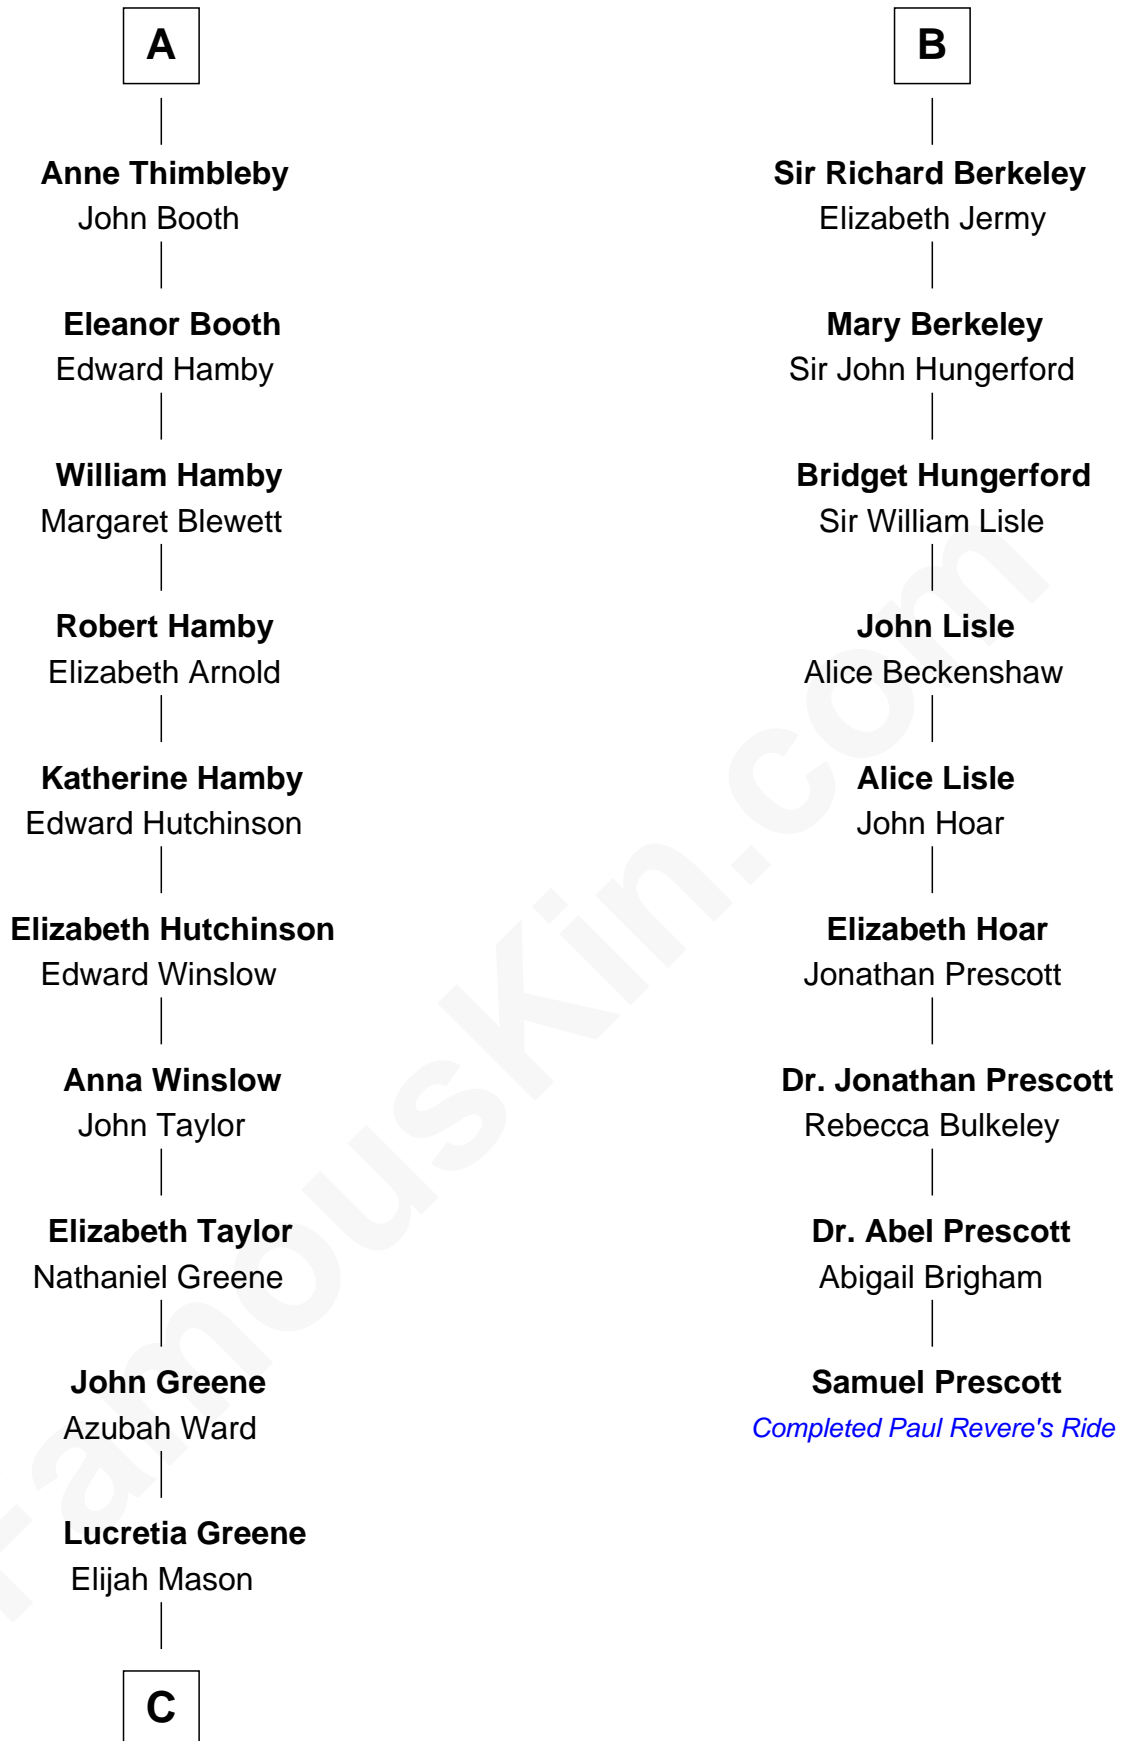 A
Anne Thimbleby
John Booth
Eleanor Booth
Edward Hamby
William Hamby
Margaret Blewett
Robert Hamby
Elizabeth Arnold
Katherine Hamby
Edward Hutchinson
Elizabeth Hutchinson
Edward Winslow
Anna Winslow
John Taylor
Elizabeth Taylor
Nathaniel Greene
John Greene
Azubah Ward
Lucretia Greene
Elijah Mason
C
B
Sir Richard Berkeley
Elizabeth Jermy
Mary Berkeley
Sir John Hungerford
Bridget Hungerford
Sir William Lisle
John Lisle
Alice Beckenshaw
Alice Lisle
John Hoar
Elizabeth Hoar
Jonathan Prescott
Dr. Jonathan Prescott
Rebecca Bulkeley
Dr. Abel Prescott
Abigail Brigham
Samuel Prescott
Completed Paul Revere's Ride
FamousKin.com